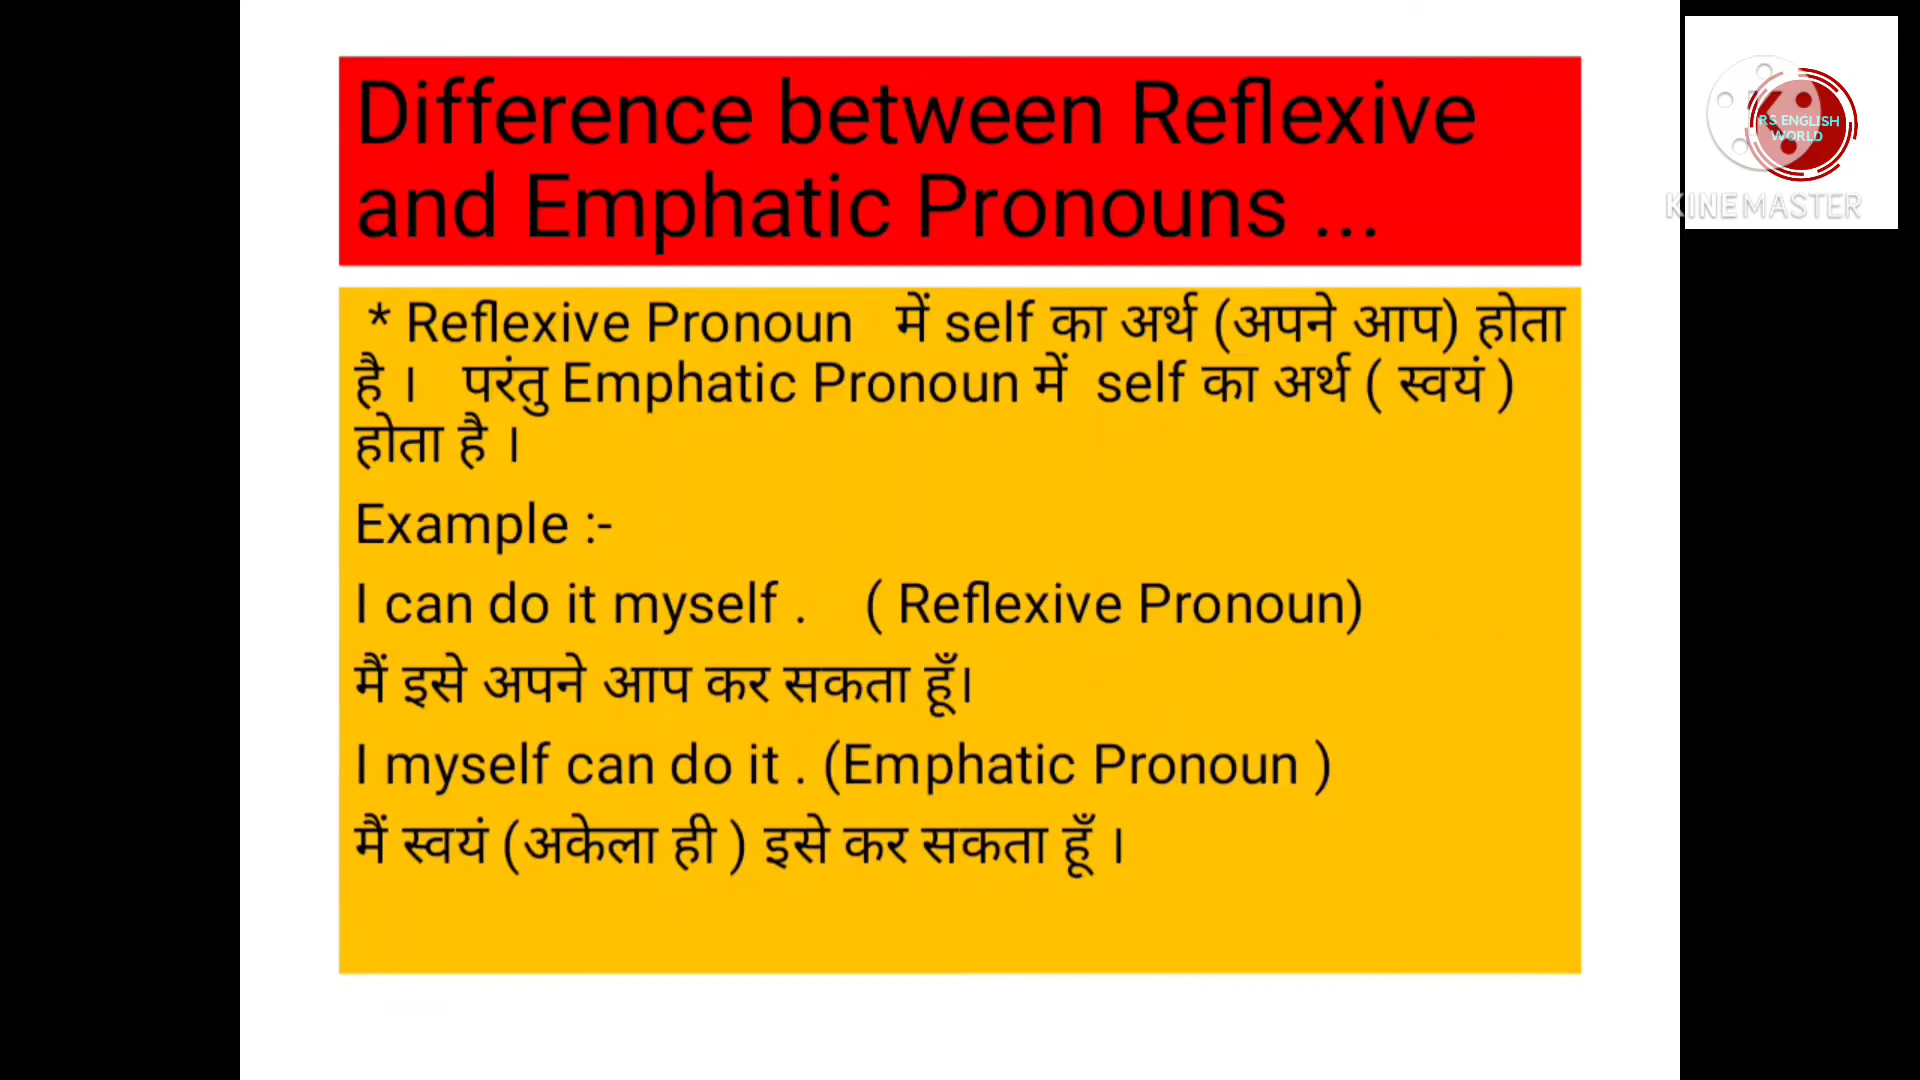 Difference between Reflexive
and Emphatic Pronouns ...
RS ENGLISH
WORLD
KINEMASTER
* Reflexive Pronoun में self का अर्थ (अपने आप) होता
है । परंतु Emphatic Pronoun में self का अर्थ ( स्वयं )
होता है ।
Example :-
I can do it myself . ( Reflexive Pronoun)
मैं इसे अपने आप कर सकता हूँ।
I myself can do it . (Emphatic Pronoun )
मैं स्वयं (अकेला ही ) इसे कर सकता हूँ ।